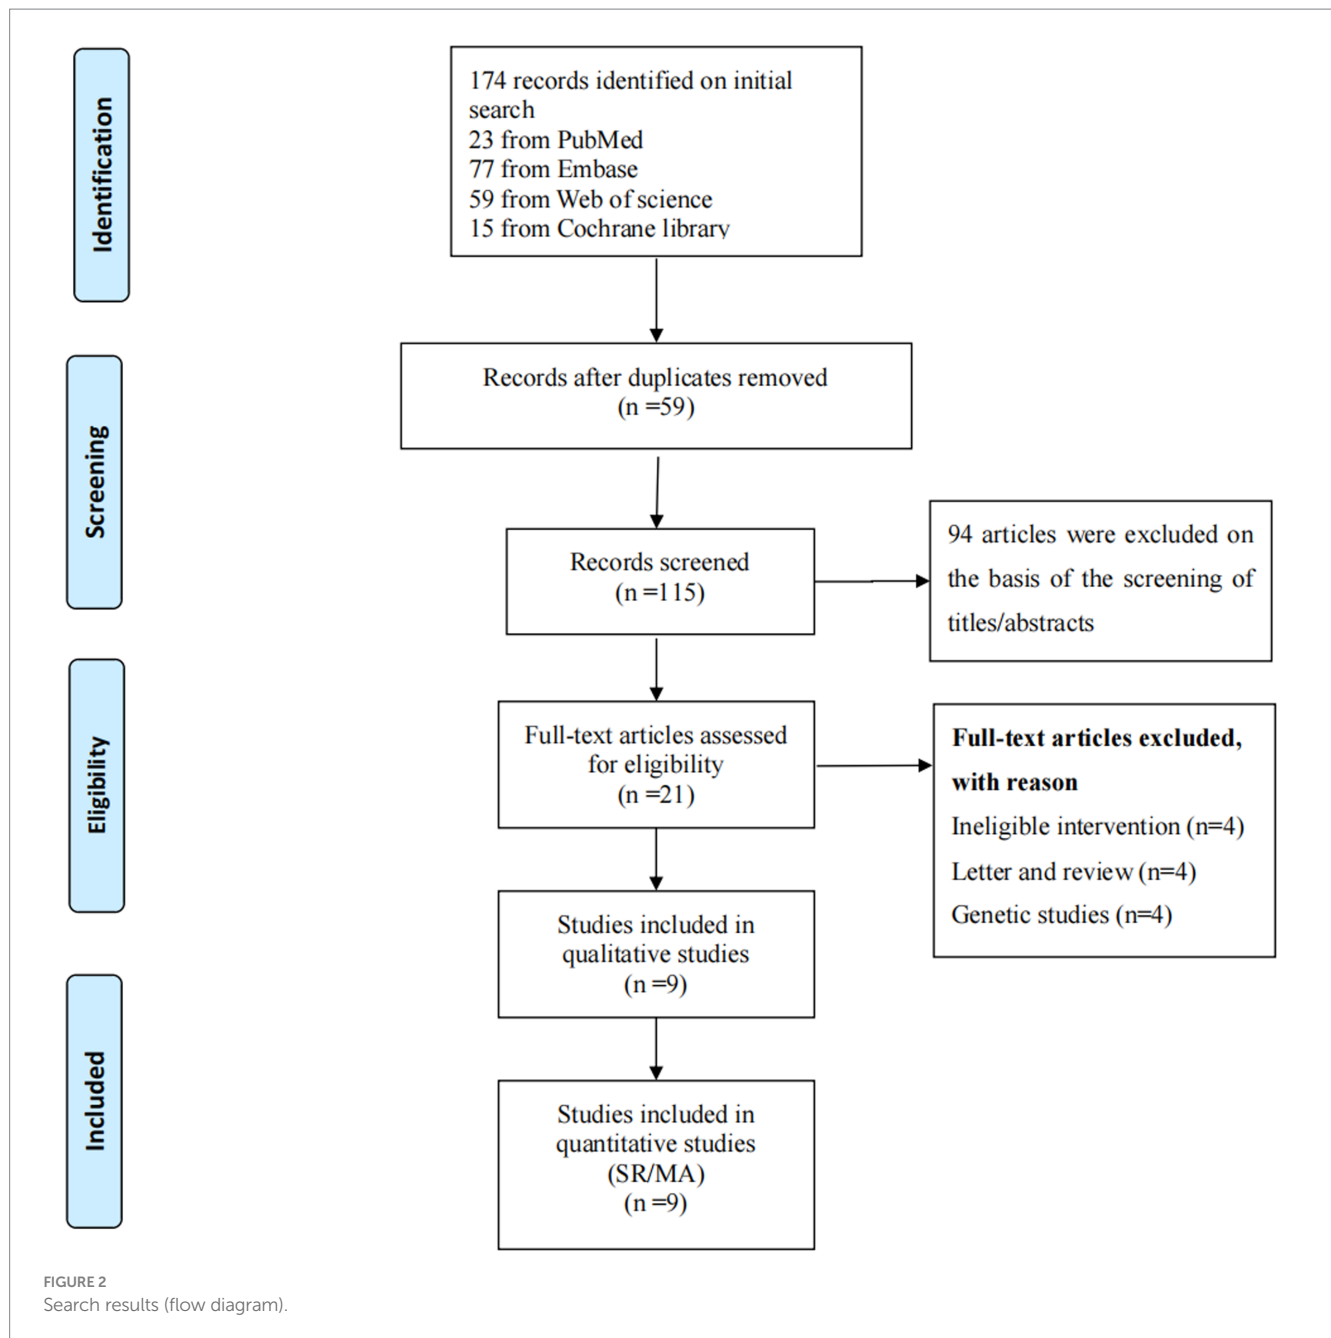 Identification
174 records identified on initial
search
23 from PubMed
77 from Embase
59 from Web of science
15 from Cochrane library
Screening
Records after duplicates removed
(n =59)
Records screened
(n =115)
94 articles were excluded on
the basis of the screening of
titles/abstracts
Eligibility
Full-text articles assessed
for eligibility
(n =21)
Full-text articles excluded,
with reason
Ineligible intervention (n=4)
Letter and review (n=4)
Genetic studies (n=4)
Studies included in
qualitative studies
(n =9)
Included
Studies included in
quantitative studies
(SR/MA)
(n =9)
FIGURE 2
Search results (flow diagram).